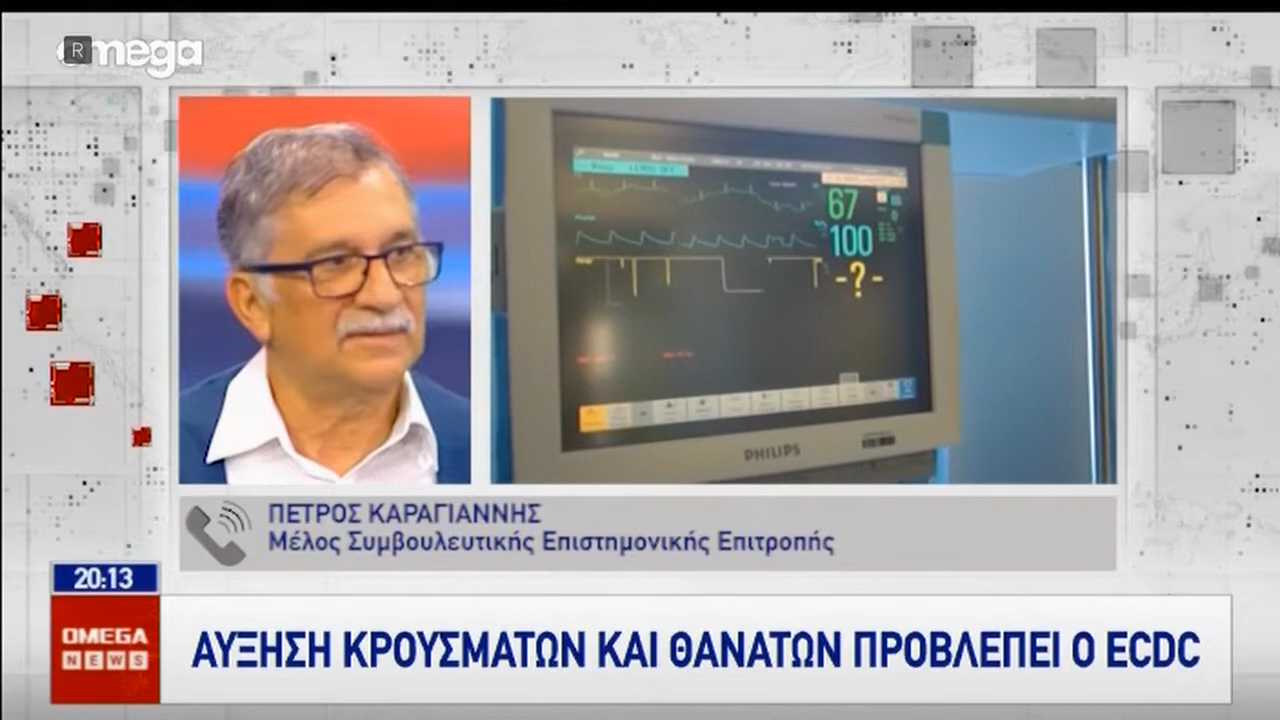 Omega
R
67
100
-?-
PHILIPS
ΠΕΤΡΟΣ ΚΑΡΑΓΙΑΝΝΗΣ
Μέλος Συμβουλευτικής Επιστημονικής Επιτροπής
20:13
OMEGA
NEWS
ΑΥΞΗΣΗ ΚΡΟΥΣΜΑΤΩΝ ΚΑΙ ΘΑΝΑΤΩΝ ΠΡΟΒΛΕΠΕΙ Ο ECDC